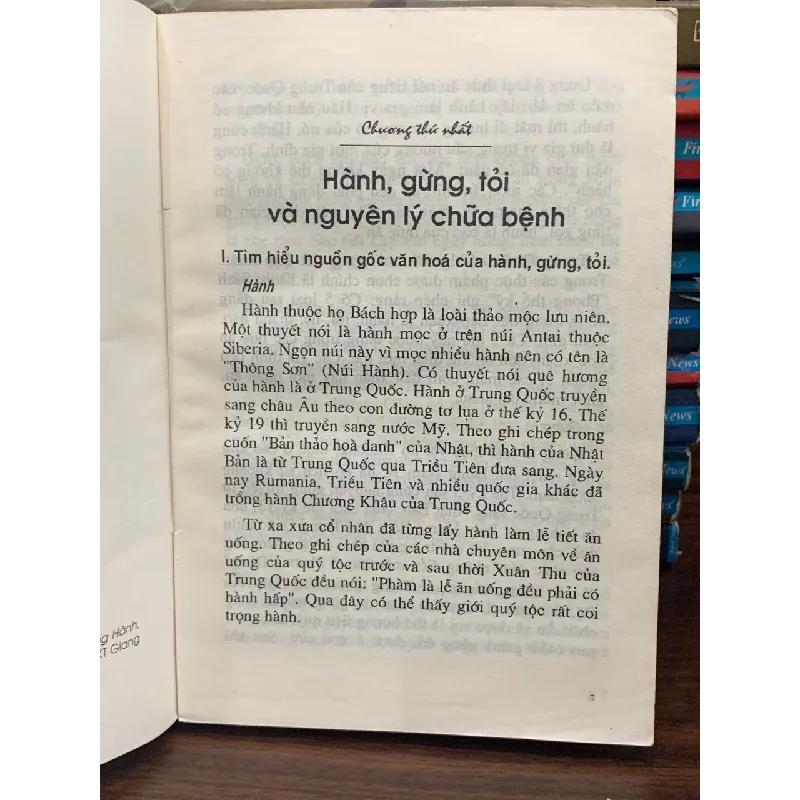 Chương thứ nhất
Hành, gừng, tỏi
và nguyên lý chữa bệnh
I. Tìm hiểu nguồn gốc văn hoá của hành, gừng, tỏi.
Hành
Hành thuộc họ Bách hợp là loài thảo mộc lưu niên.
Một thuyết nói là hành mọc ở trên núi Antai thuộc
Siberia. Ngọn núi này vì mọc nhiều hành nên có tên là
"Thông Sơn" (Núi Hành). Có thuyết nói quê hương
của hành là ở Trung Quốc. Hành ở Trung Quốc truyền
sang châu Âu theo con đường tơ lụa ở thế kỷ 16. Thế
kỷ 19 thì truyền sang nước Mỹ. Theo ghi chép trong
cuốn "Bản thảo hoà danh" của Nhật, thì hành của Nhật
Bản là từ Trung Quốc qua Triều Tiên đưa sang. Ngày
nay Rumania, Triều Tiên và nhiều quốc gia khác đã
trồng hành Chương Khâu của Trung Quốc.
Từ xa xưa cổ nhân đã từng lấy hành làm lễ tiết ăn
uống. Theo ghi chép của các nhà chuyên môn về ăn
uống của quý tộc trước và sau thời Xuân Thu của
Trung Quốc đều nói: "Phàm là lễ ăn uống đều phải có
hành hấp". Qua đây có thể thấy giới quý tộc rất coi
trọng hành.
Hành,
KT Giang
Fir
Fir
News
News
News
News